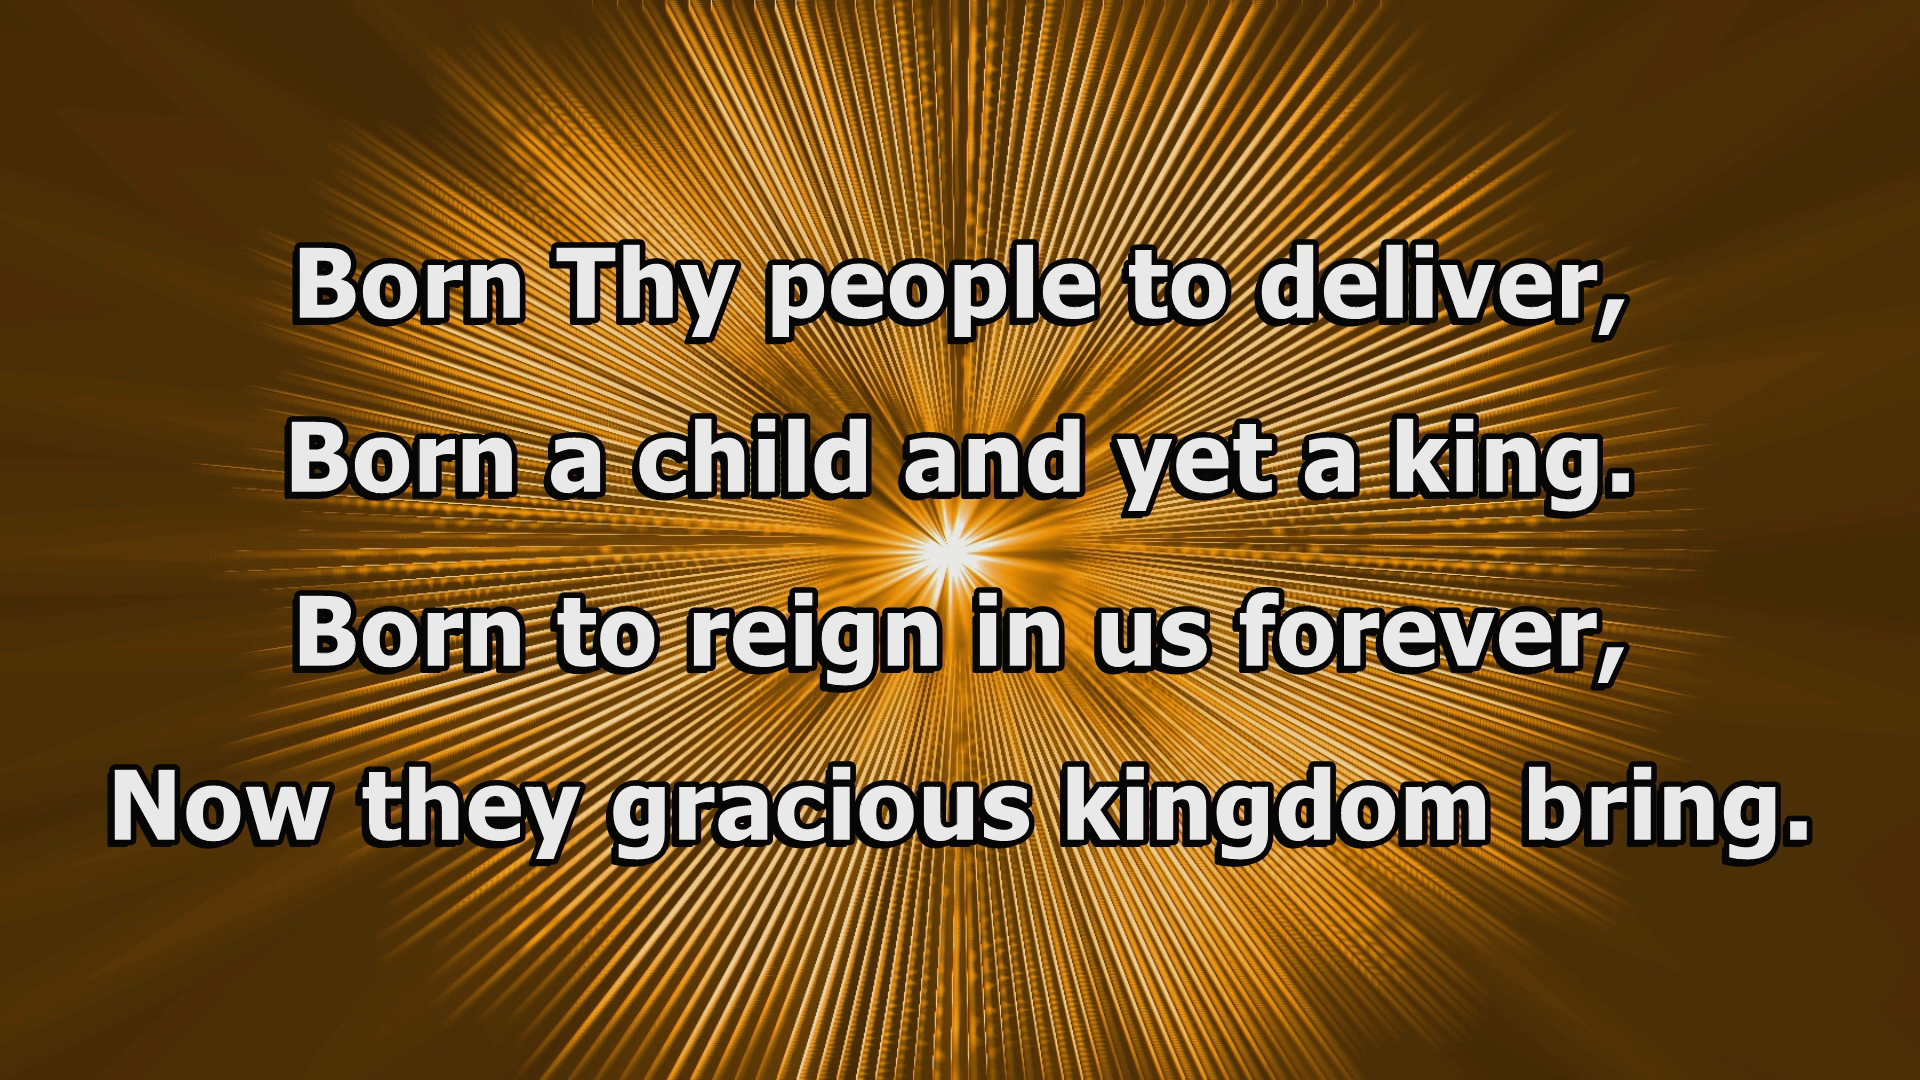 Born Thy people to deliver,
Born a child and yet a king.
Born to reign in us forever,
Now they gracious kingdom bring.